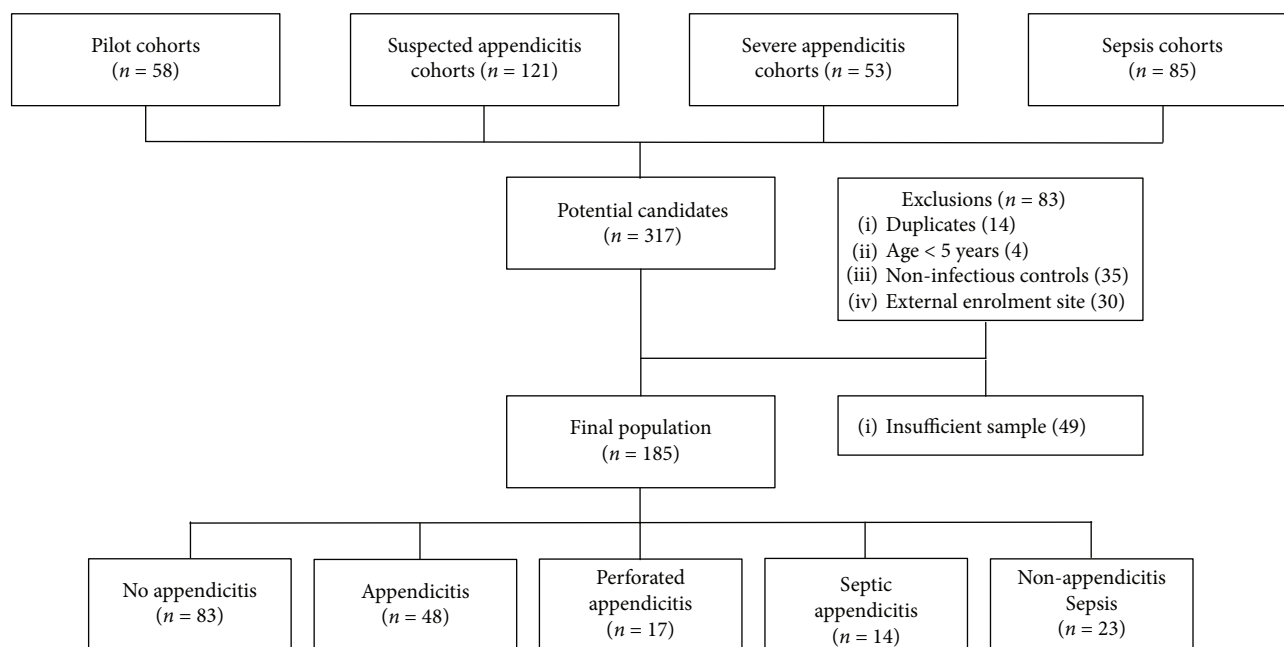 Pilot cohorts
(n = 58)
Suspected appendicitis
cohorts (n = 121)
Severe appendicitis
cohorts (n = 53)
Sepsis cohorts
(n = 85)
Potential candidates
(n = 317)
Exclusions (n = 83)
(i) Duplicates (14)
(ii) Age < 5 years (4)
(iii) Non-infectious controls (35)
(iv) External enrolment site (30)
Final population
(n = 185)
(i) Insufficient sample (49)
No appendicitis
(n = 83)
Appendicitis
(n = 48)
Perforated
appendicitis
(n = 17)
Septic
appendicitis
(n = 14)
Non-appendicitis
Sepsis
(n = 23)